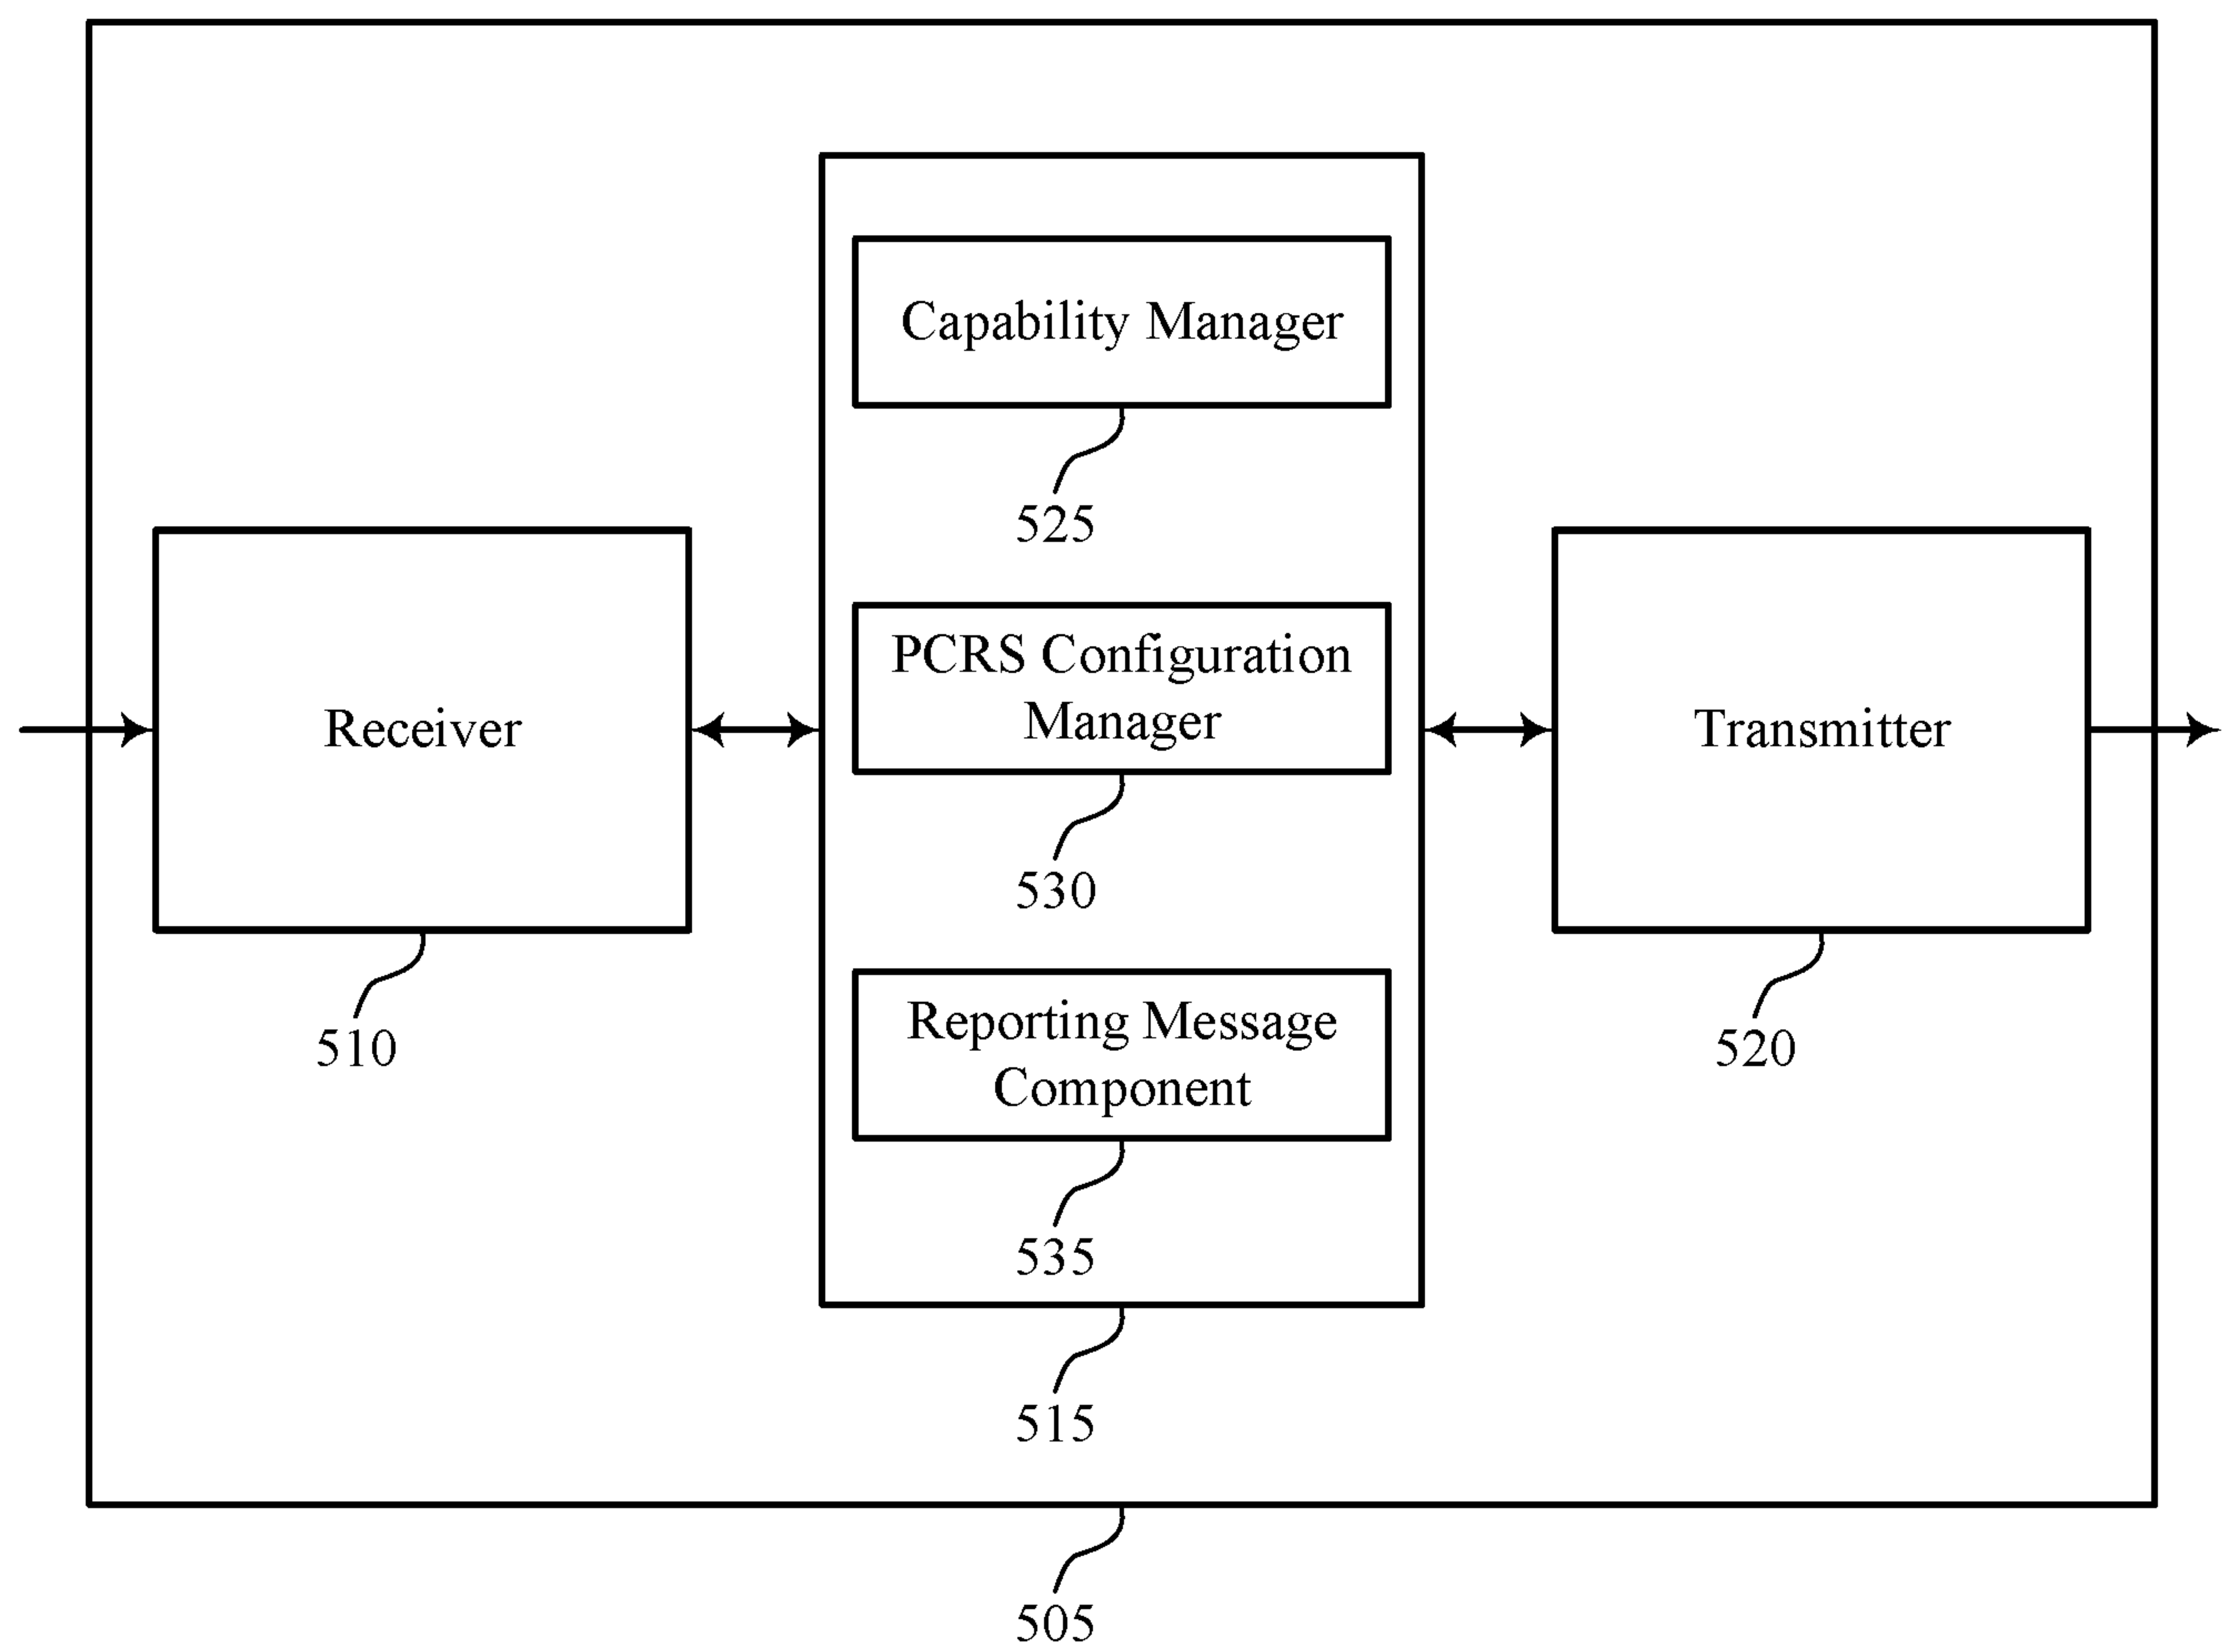 Capability Manager
525
PCRS Configuration
Manager
530
Reporting Message
Component
535
515
Receiver
510
Transmitter
520
505